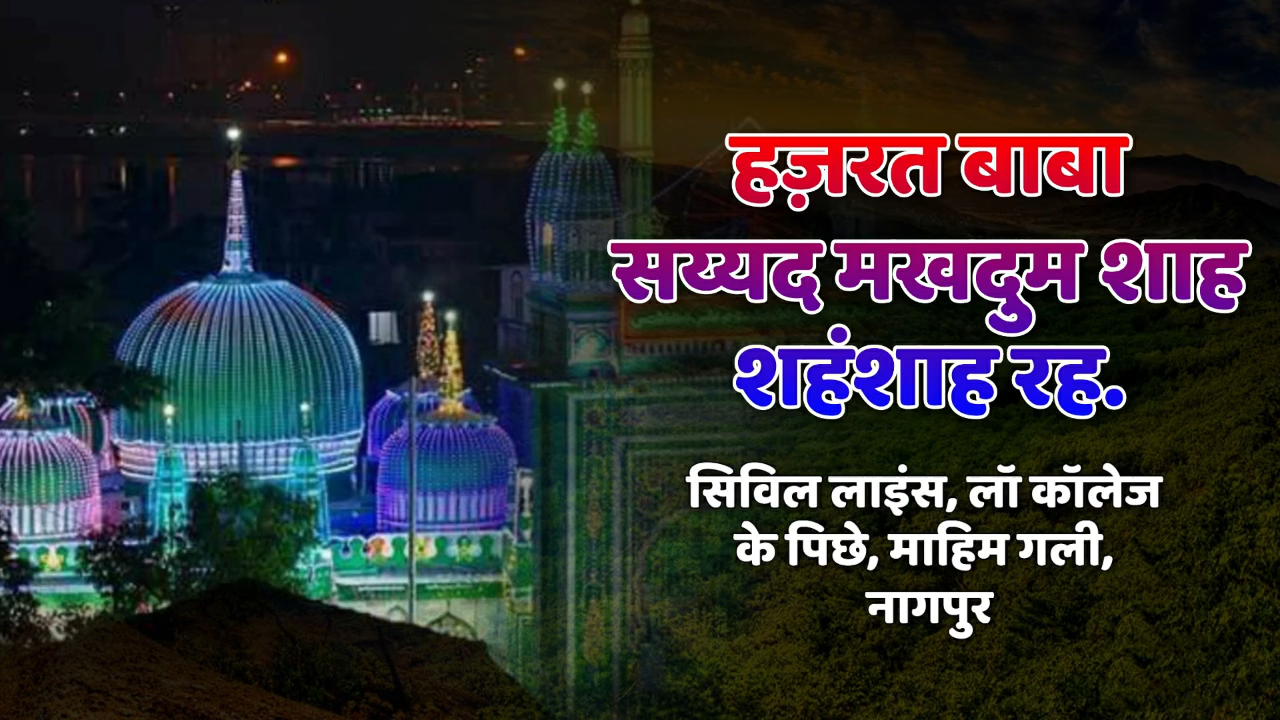 हज़रत बाबा
सय्यद मखदुम शाह
शहंशाह रह.
सिविल लाइंस, लॉ कॉलेज
के पिछे, माहिम गली,
नागपुर